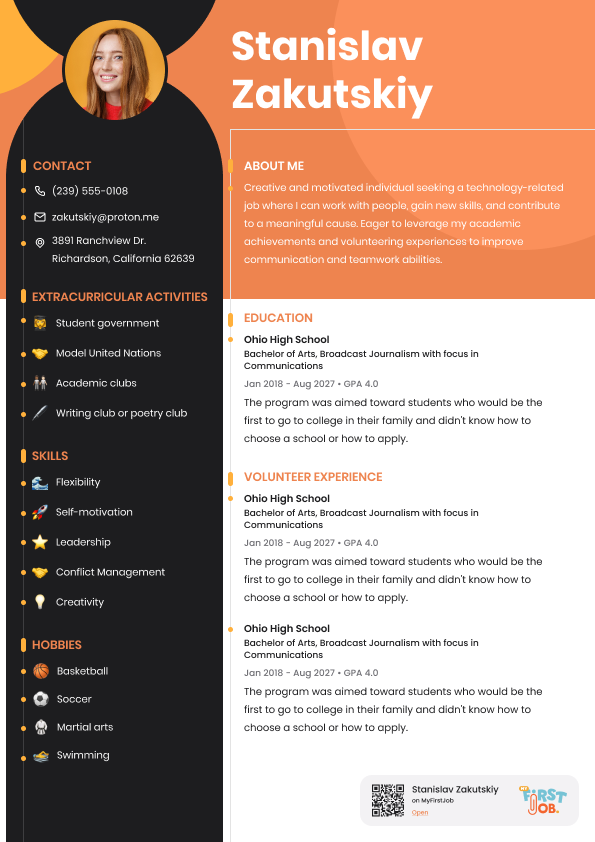 Stanislav
Zakutskiy
CONTACT
(239) 555-0108
zakutskiy@proton.me
3891 Ranchview Dr.
Richardson, California 62639
EXTRACURRICULAR ACTIVITIES
Student government
Model United Nations
Academic clubs
Writing club or poetry club
SKILLS
Flexibility
Self-motivation
Leadership
Conflict Management
Creativity
HOBBIES
Basketball
Soccer
Martial arts
Swimming
ABOUT ME
Creative and motivated individual seeking a technology-related
job where I can work with people, gain new skills, and contribute
to a meaningful cause. Eager to leverage my academic
achievements and volunteering experiences to improve
communication and teamwork abilities.
EDUCATION
Ohio High School
Bachelor of Arts, Broadcast Journalism with focus in
Communications
Jan 2018 - Aug 2027 • GPA 4.0
The program was aimed toward students who would be the
first to go to college in their family and didn't know how to
choose a school or how to apply.
VOLUNTEER EXPERIENCE
Ohio High School
Bachelor of Arts, Broadcast Journalism with focus in
Communications
Jan 2018 - Aug 2027 • GPA 4.0
The program was aimed toward students who would be the
first to go to college in their family and didn't know how to
choose a school or how to apply.
Ohio High School
Bachelor of Arts, Broadcast Journalism with focus in
Communications
Jan 2018 - Aug 2027 • GPA 4.0
The program was aimed toward students who would be the
first to go to college in their family and didn't know how to
choose a school or how to apply.
Stanislav Zakutskiy
on MyFirstJob
Open
MY
FiRST
JOB